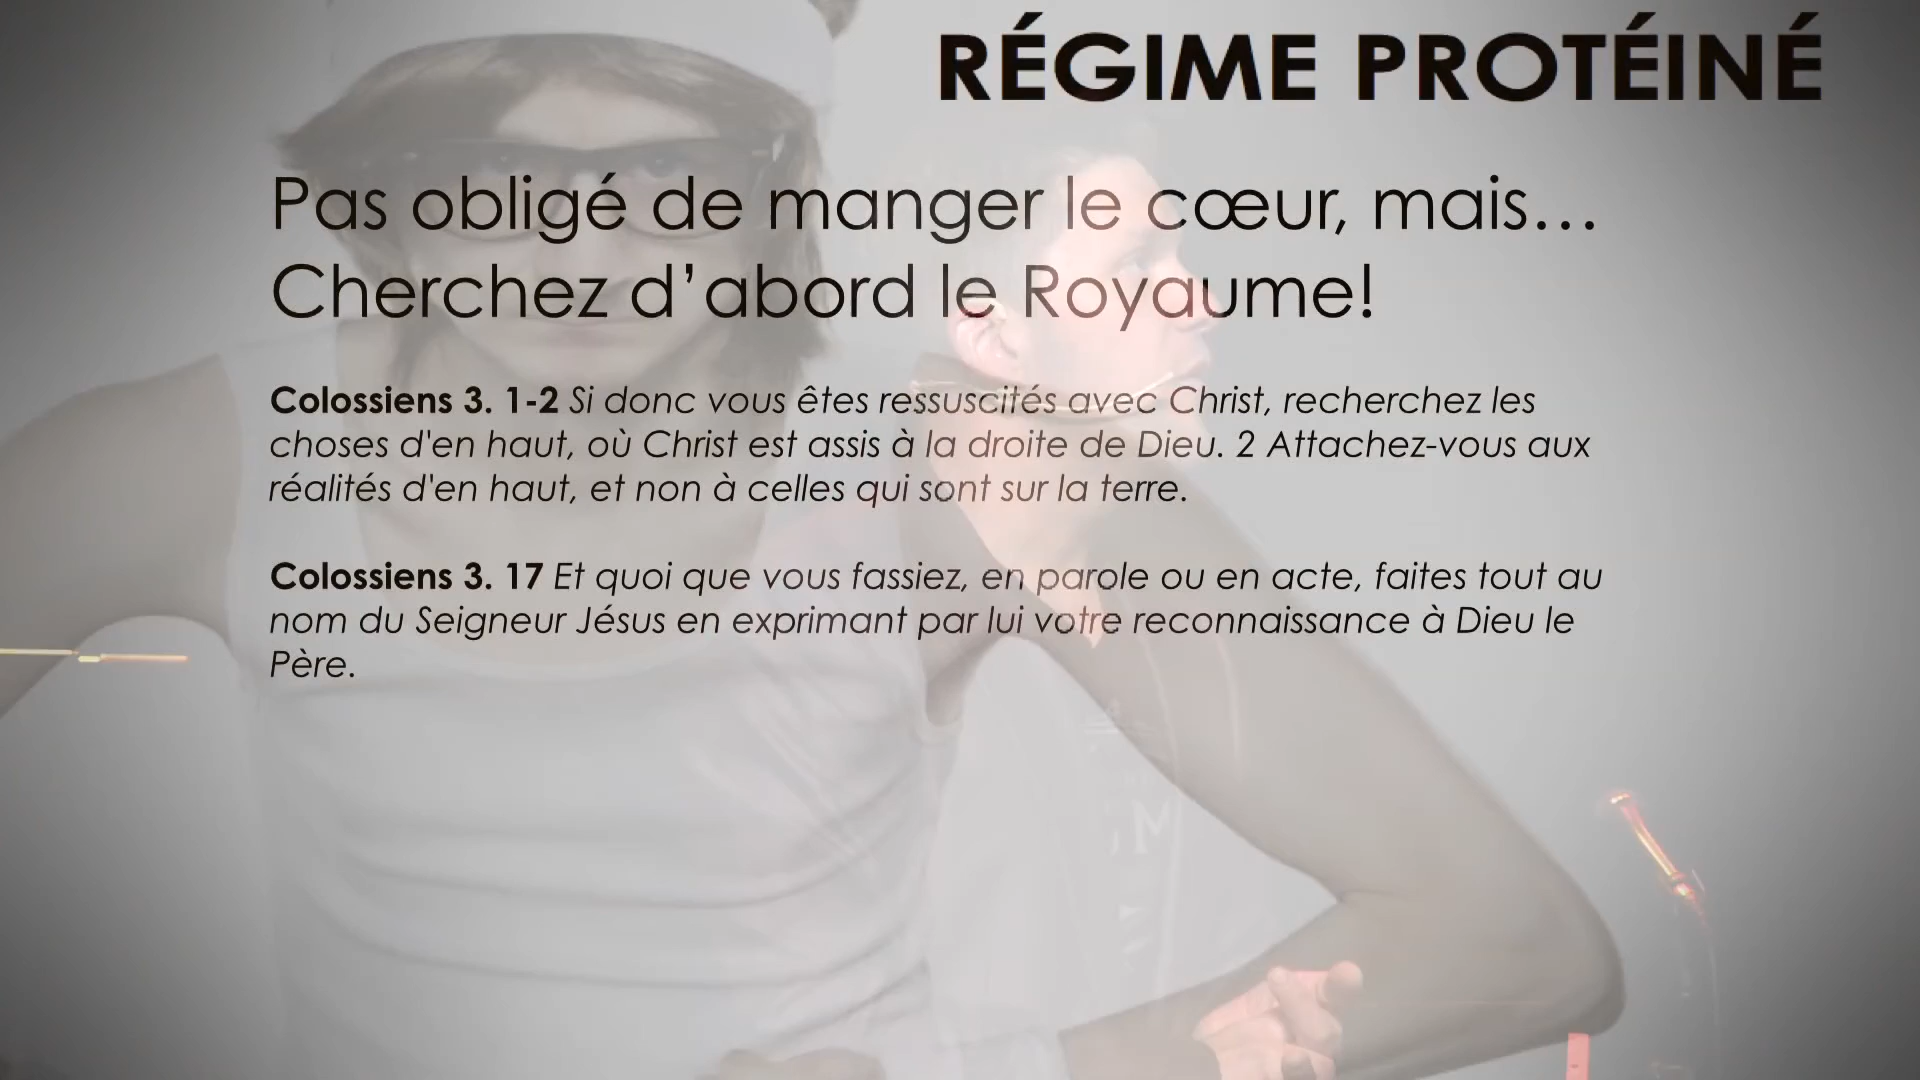 RÉGIME PROTÉINÉ
Pas obligé de manger le cœur, mais…
Cherchez d’abord le Royaume!
Colossiens 3. 1-2 Si donc vous êtes ressuscités avec Christ, recherchez les
choses d'en haut, où Christ est assis à la droite de Dieu. 2 Attachez-vous aux
réalités d'en haut, et non à celles qui sont sur la terre.
Colossiens 3. 17 Et quoi que vous fassiez, en parole ou en acte, faites tout au
nom du Seigneur Jésus en exprimant par lui votre reconnaissance à Dieu le
Père.